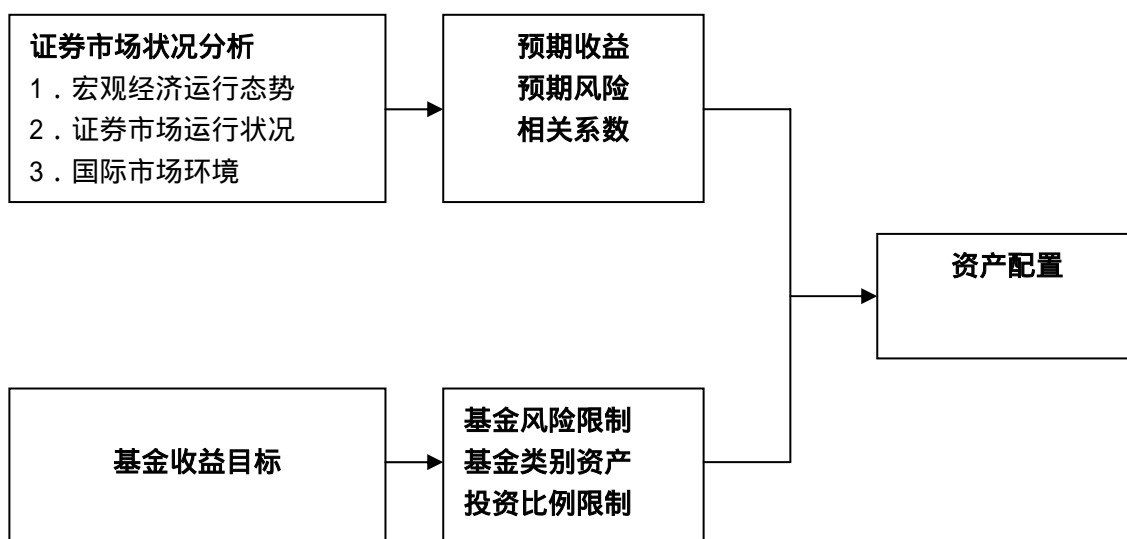 证券市场状况分析
1．宏观经济运行态势
2．证券市场运行状况
3．国际市场环境
预期收益
预期风险
相关系数
资产配置
基金收益目标
基金风险限制
基金类别资产
投资比例限制